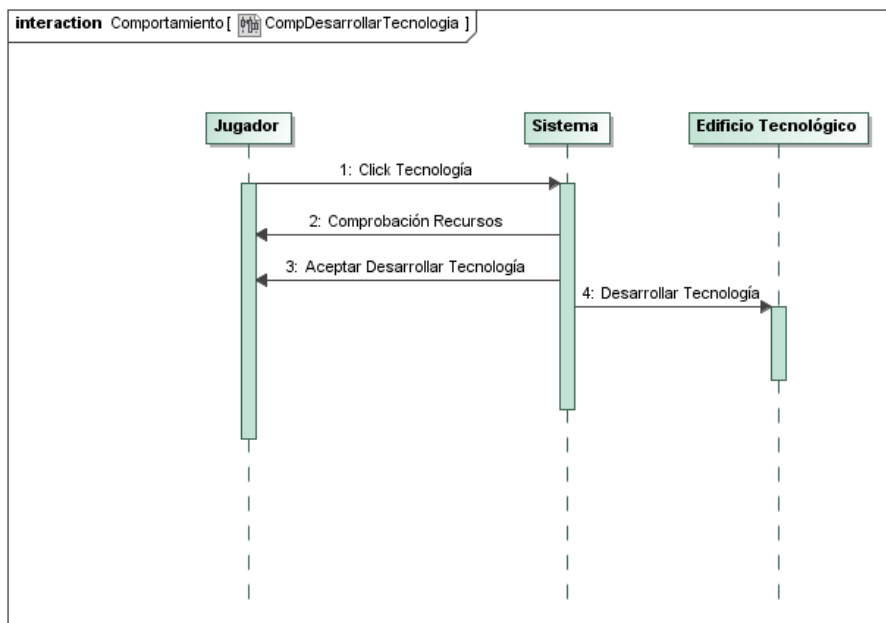 interaction Comportamiento [ CompDesarrollarTecnologia ]
Jugador Sistema Edificio Tecnológico
1: Click Tecnología
2: Comprobación Recursos
3: Aceptar Desarrollar Tecnología
4: Desarrollar Tecnología